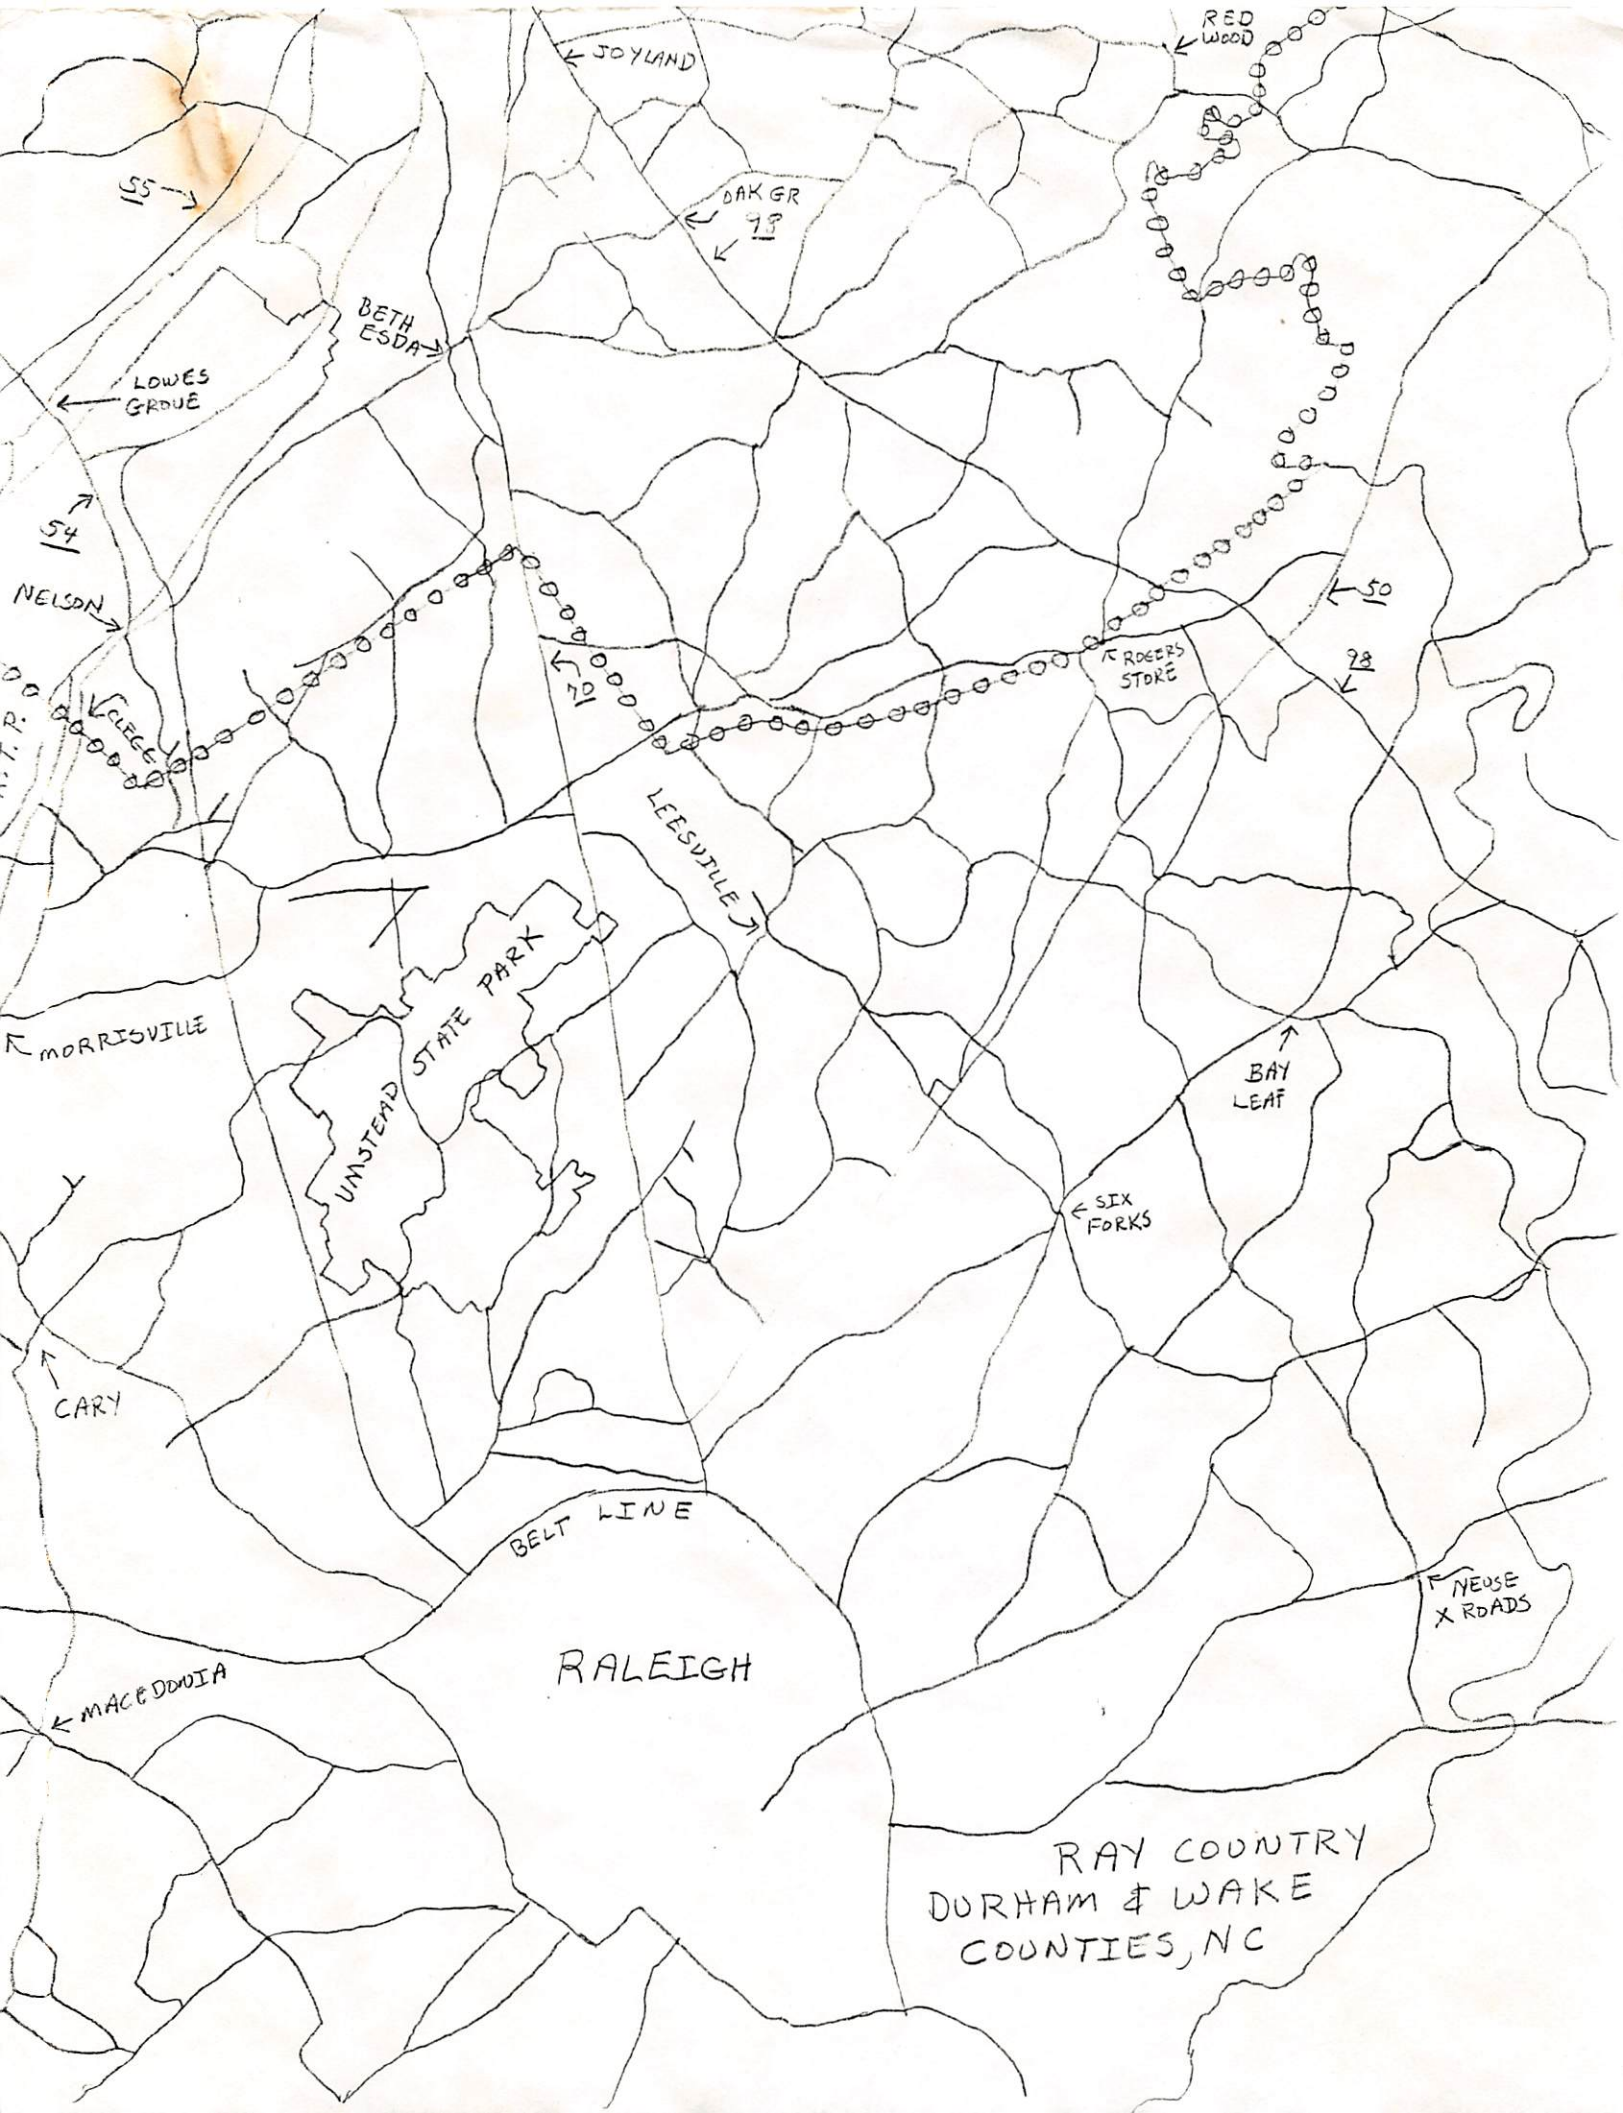 RED
WOOD
JOYLAND
55
OAK GR
98
BETH
ESDA
LOWES
GROVE
54
NELSON
50
ROGERS
STORE
98
70
CLEGG
R.T.P.
LEESVILLE
UMSTEAD STATE PARK
MORRISVILLE
BAY
LEAF
SIX
FORKS
CARY
BELT LINE
NEUSE
X ROADS
RALEIGH
MACEDONIA
RAY COUNTRY
DURHAM & WAKE
COUNTIES, NC